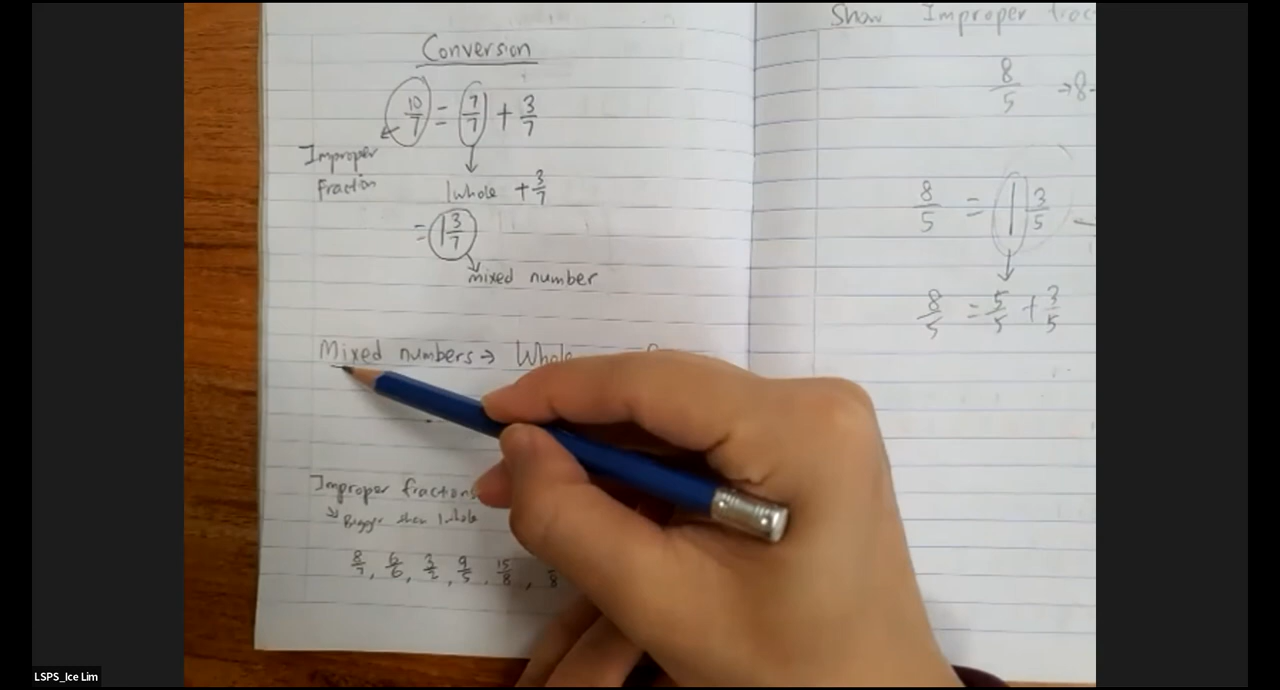 Conversion
10/7 = 7/7 + 3/7
Improper
fraction
1 whole + 3/7
= 1 3/7
mixed number
Mixed numbers → Whole
Improper fractions
↘ Bigger than 1 whole
8/7, 6/6, 3/2, 9/5, 15/8,
Show Improper frac
8/5 → 8-
8/5 = 1 3/5
8/5 = 5/5 + 3/5
LSPS_Ice Lim